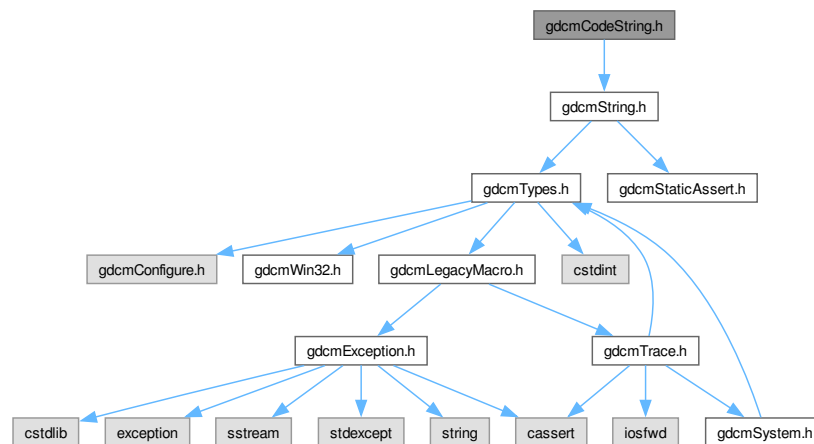 gdcmCodeString.h
gdcmString.h
gdcmTypes.h
gdcmStaticAssert.h
gdcmConfigure.h
gdcmWin32.h
gdcmLegacyMacro.h
cstdint
gdcmException.h
gdcmTrace.h
cstdlib
exception
sstream
stdexcept
string
cassert
iosfwd
gdcmSystem.h